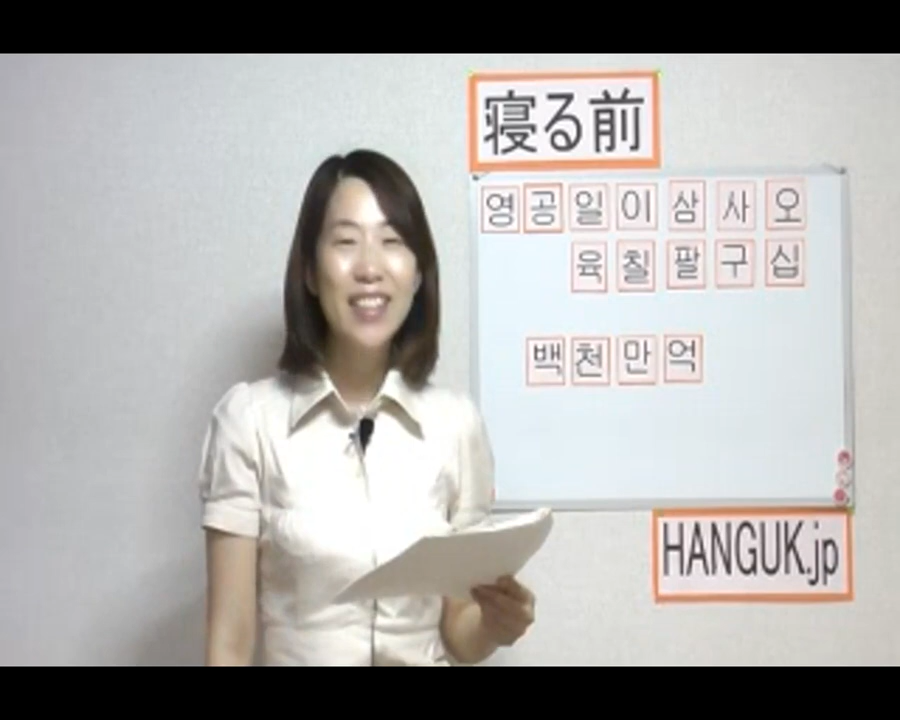 寝る前
영 공 일 이 삼 사 오
육 칠 팔 구 십
백 천 만 억
HANGUK.jp